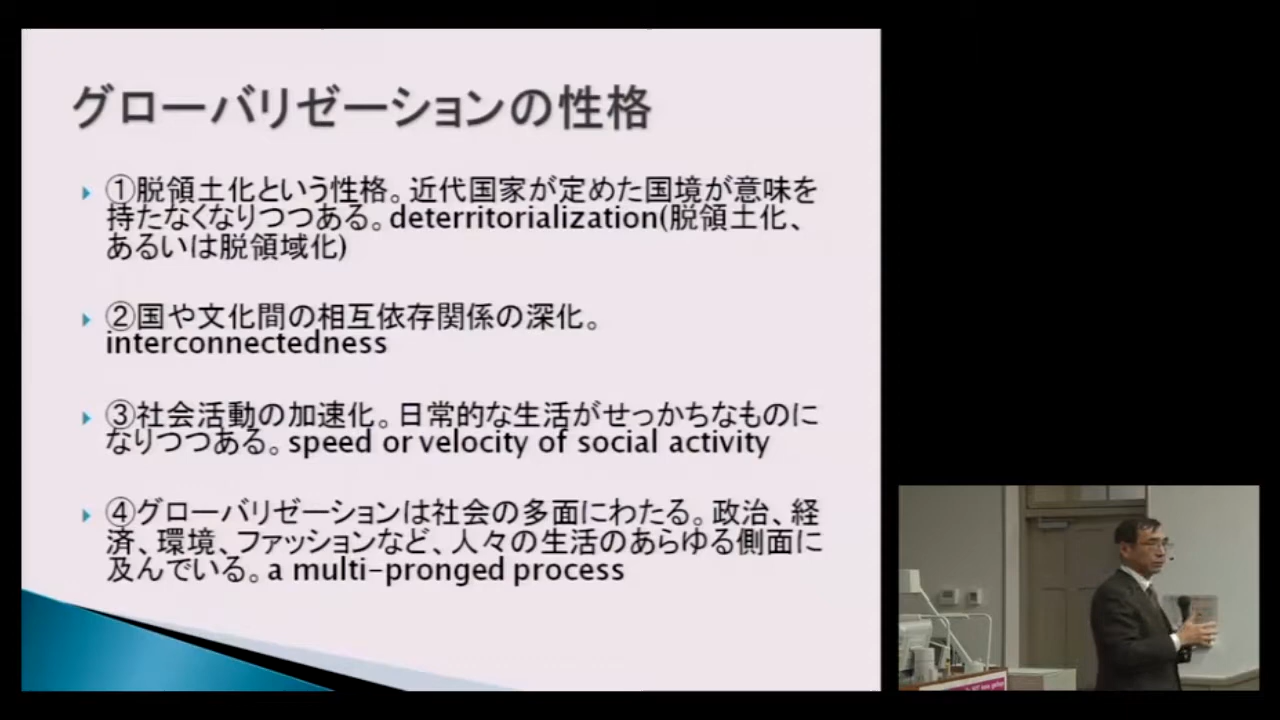 グローバリゼーションの性格
①脱領土化という性格。近代国家が定めた国境が意味を
持たなくなりつつある。deterritorialization(脱領土化、
あるいは脱領域化)
②国や文化間の相互依存関係の深化。
interconnectedness
③社会活動の加速化。日常的な生活がせっかちなものに
なりつつある。speed or velocity of social activity
④グローバリゼーションは社会の多面にわたる。政治、経
済、環境、ファッションなど、人々の生活のあらゆる側面に
及んでいる。a multi-pronged process